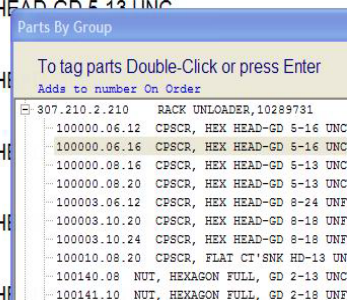 HEAD-GD 5-13 UNC
Parts By Group
To tag parts Double-Click or press Enter
Adds to number On Order
307.210.2.210 RACK UNLOADER,10289731
100000.06.12 CPSCR, HEX HEAD-GD 5-16 UNC
100000.06.16 CPSCR, HEX HEAD-GD 5-16 UNC
100000.08.16 CPSCR, HEX HEAD-GD 5-13 UNC
100000.08.20 CPSCR, HEX HEAD-GD 5-13 UNC
100003.06.12 CPSCR, HEX HEAD-GD 8-24 UNF
100003.10.20 CPSCR, HEX HEAD-GD 8-18 UNF
100003.10.24 CPSCR, HEX HEAD-GD 8-18 UNF
100010.08.20 CPSCR, FLAT CT'SNK HD-13 UN
100140.08 NUT, HEXAGON FULL, GD 2-13 UNC
100141.10 NUT, HEXAGON FULL, GD 2-18 UNF